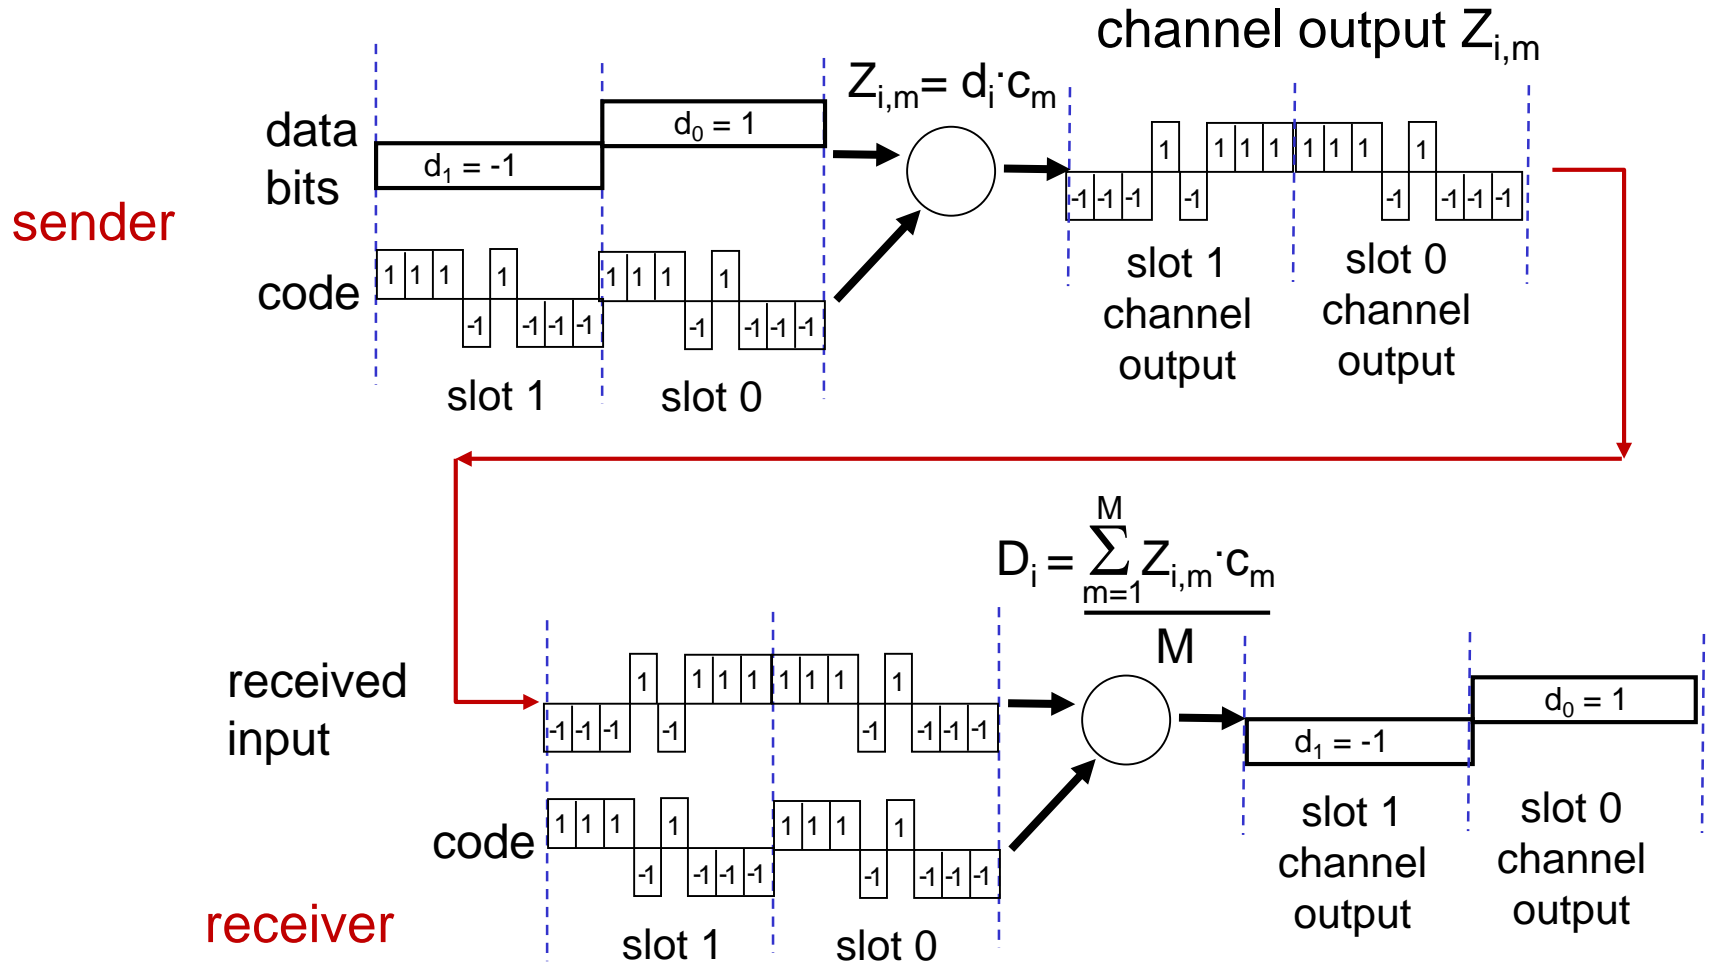 channel output Z_i,m
Z_i,m = d_i·c_m
data bits
d_0 = 1
d_1 = -1
1 1 1 -1 1 -1 -1 -1
1 1 1 -1 1 -1 -1 -1
code
slot 1
slot 0
sender
-1 -1 -1 1 -1 1 1 1
1 1 1 -1 1 -1 -1 -1
slot 1
channel
output
slot 0
channel
output
D_i = Σ Z_i,m·c_m
M
m=1
M
received
input
-1 -1 -1 1 -1 1 1 1
1 1 1 -1 1 -1 -1 -1
code
1 1 1 -1 1 -1 -1 -1
1 1 1 -1 1 -1 -1 -1
slot 1
slot 0
receiver
d_0 = 1
d_1 = -1
slot 1
channel
output
slot 0
channel
output